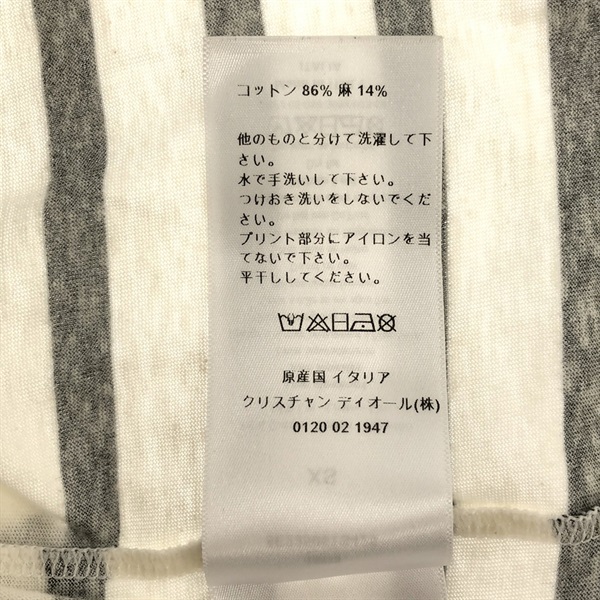 コットン 86% 麻 14%
他のものと分けて洗濯して下
さい。
水で手洗いして下さい。
つけおき洗いをしないでくだ
さい。
プリント部分にアイロンを当
てないで下さい。
平干ししてください。
原産国 イタリア
クリスチャン ディオール(株)
0120 02 1947